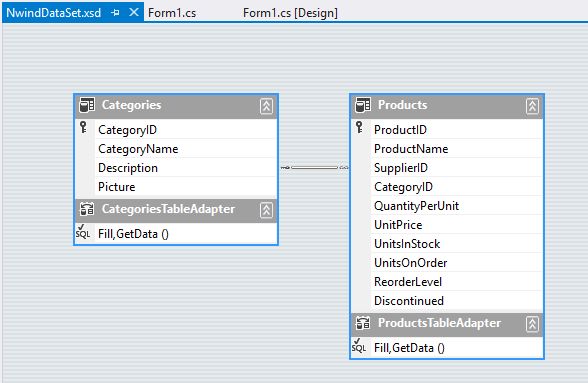 NwindDataSet.xsd
Form1.cs
Form1.cs [Design]
Categories
CategoryID
CategoryName
Description
Picture
CategoriesTableAdapter
SQL
Fill,GetData ()
Products
ProductID
ProductName
SupplierID
CategoryID
QuantityPerUnit
UnitPrice
UnitsInStock
UnitsOnOrder
ReorderLevel
Discontinued
ProductsTableAdapter
SQL
Fill,GetData ()